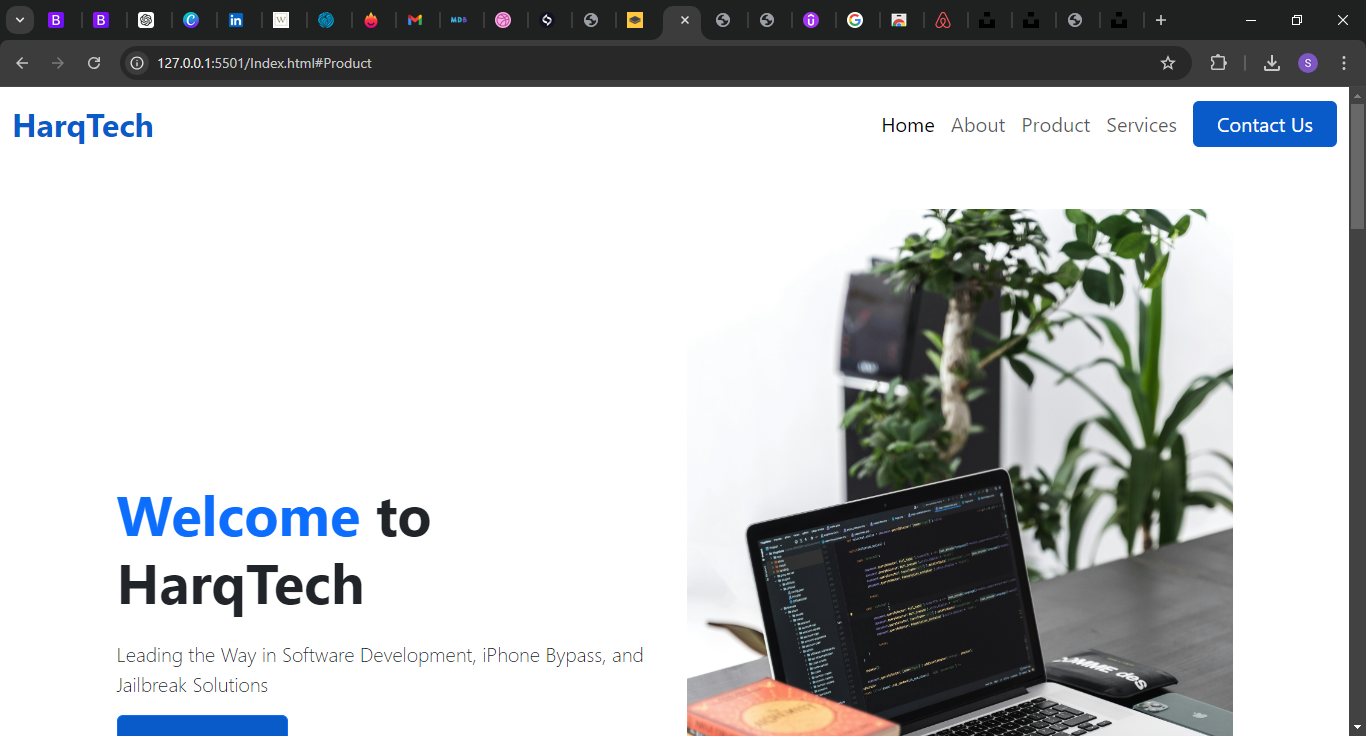 127.0.0.1:5501/Index.html#Product
HarqTech
Home About Product Services Contact Us
Welcome to
HarqTech
Leading the Way in Software Development, iPhone Bypass, and
Jailbreak Solutions